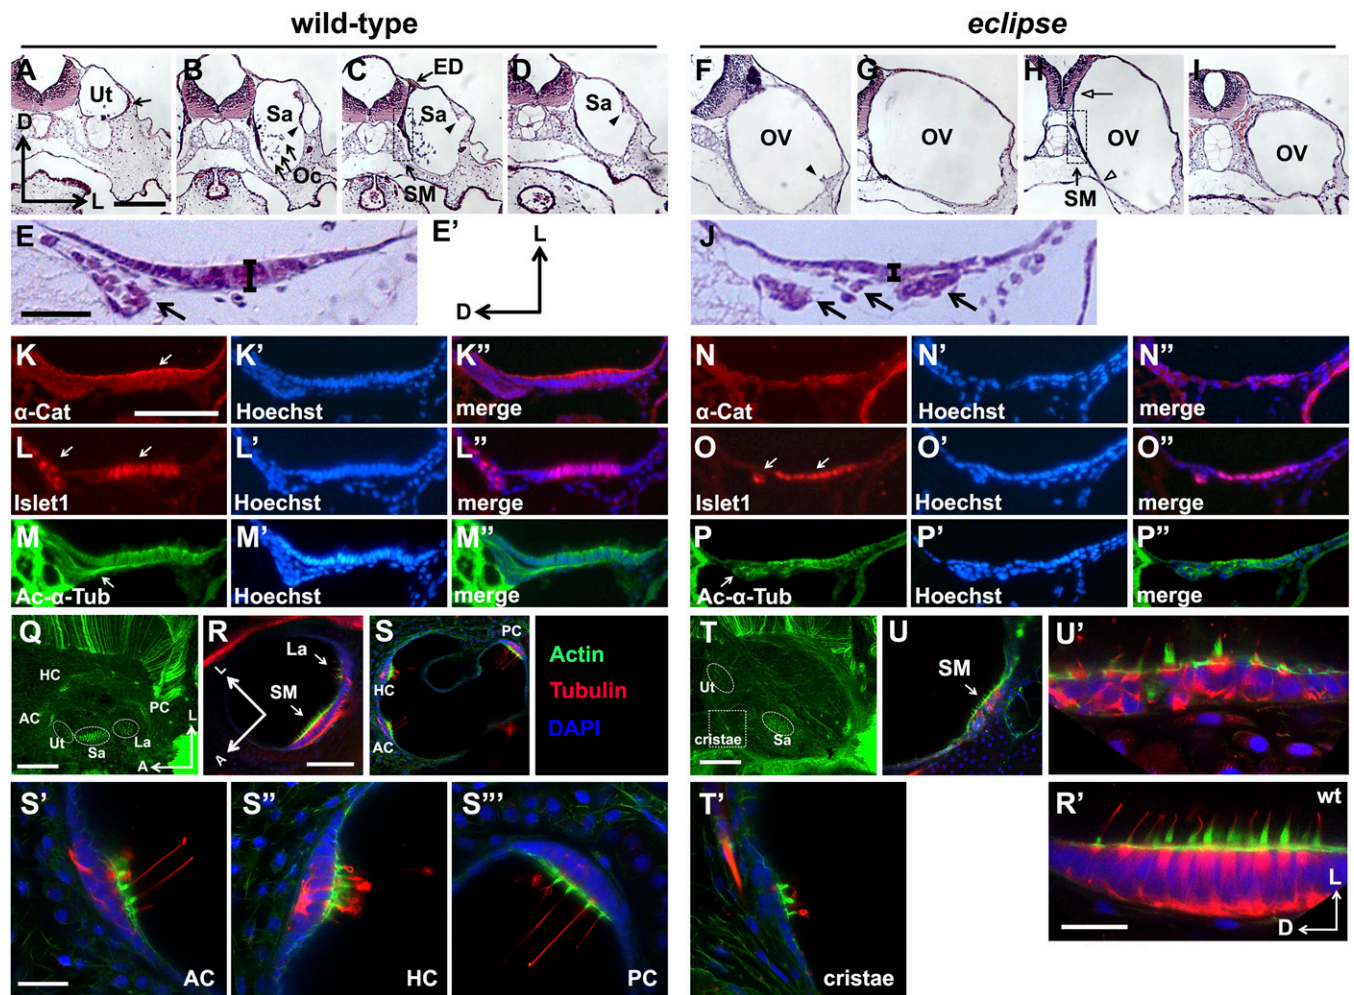 wild-type eclipse
A Ut D L
B Sa Oc
C ED Sa SM
D Sa
F OV
G OV
H OV SM
I OV
E
E' L D
J
K α-Cat
K' Hoechst
K'' merge
N α-Cat
N' Hoechst
N'' merge
L Islet1
L' Hoechst
L'' merge
O Islet1
O' Hoechst
O'' merge
M Ac-α-Tub
M' Hoechst
M'' merge
P Ac-α-Tub
P' Hoechst
P'' merge
Q HC AC PC Ut Sa La L A
R La SM L A
S PC HC AC
Actin
Tubulin
DAPI
T Ut cristae Sa
U SM
U'
S' AC
S'' HC
S''' PC
T' cristae
R' wt L D